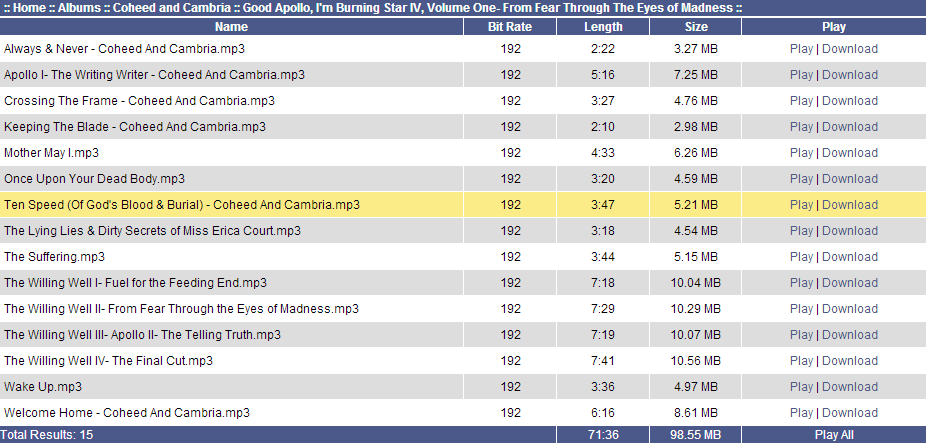 :: Home :: Albums :: Coheed and Cambria :: Good Apollo, I'm Burning Star IV, Volume One- From Fear Through The Eyes of Madness ::
Name Bit Rate Length Size Play
Always & Never - Coheed And Cambria.mp3 192 2:22 3.27 MB Play | Download
Apollo I- The Writing Writer - Coheed And Cambria.mp3 192 5:16 7.25 MB Play | Download
Crossing The Frame - Coheed And Cambria.mp3 192 3:27 4.76 MB Play | Download
Keeping The Blade - Coheed And Cambria.mp3 192 2:10 2.98 MB Play | Download
Mother May I.mp3 192 4:33 6.26 MB Play | Download
Once Upon Your Dead Body.mp3 192 3:20 4.59 MB Play | Download
Ten Speed (Of God's Blood & Burial) - Coheed And Cambria.mp3 192 3:47 5.21 MB Play | Download
The Lying Lies & Dirty Secrets of Miss Erica Court.mp3 192 3:18 4.54 MB Play | Download
The Suffering.mp3 192 3:44 5.15 MB Play | Download
The Willing Well I- Fuel for the Feeding End.mp3 192 7:18 10.04 MB Play | Download
The Willing Well II- From Fear Through the Eyes of Madness.mp3 192 7:29 10.29 MB Play | Download
The Willing Well III- Apollo II- The Telling Truth.mp3 192 7:19 10.07 MB Play | Download
The Willing Well IV- The Final Cut.mp3 192 7:41 10.56 MB Play | Download
Wake Up.mp3 192 3:36 4.97 MB Play | Download
Welcome Home - Coheed And Cambria.mp3 192 6:16 8.61 MB Play | Download
Total Results: 15 71:36 98.55 MB Play All